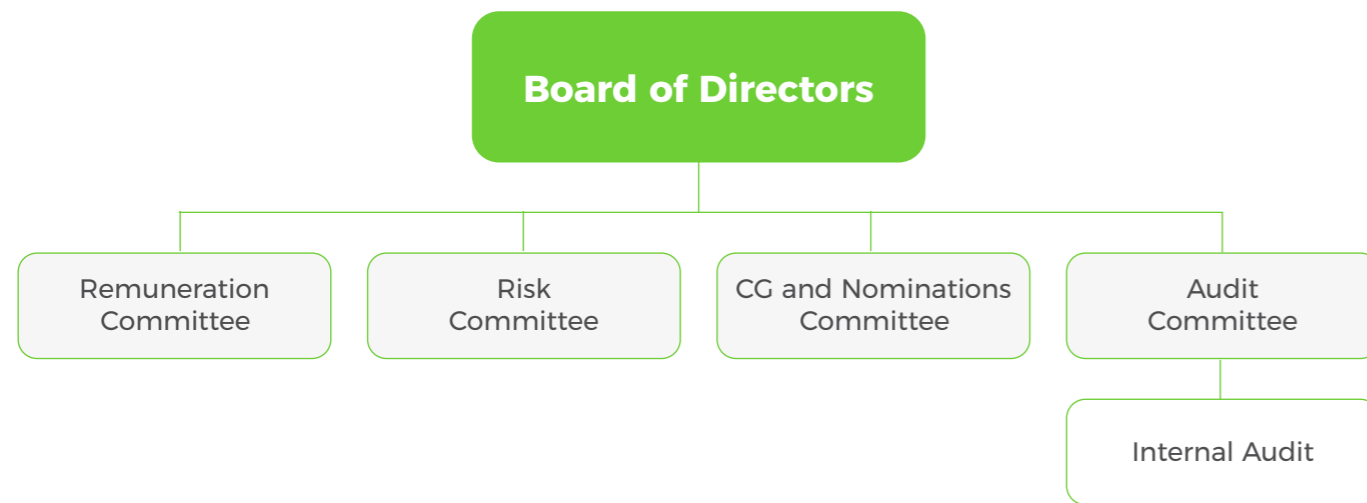 Board of Directors
Remuneration
Committee
Risk
Committee
CG and Nominations
Committee
Audit
Committee
Internal Audit